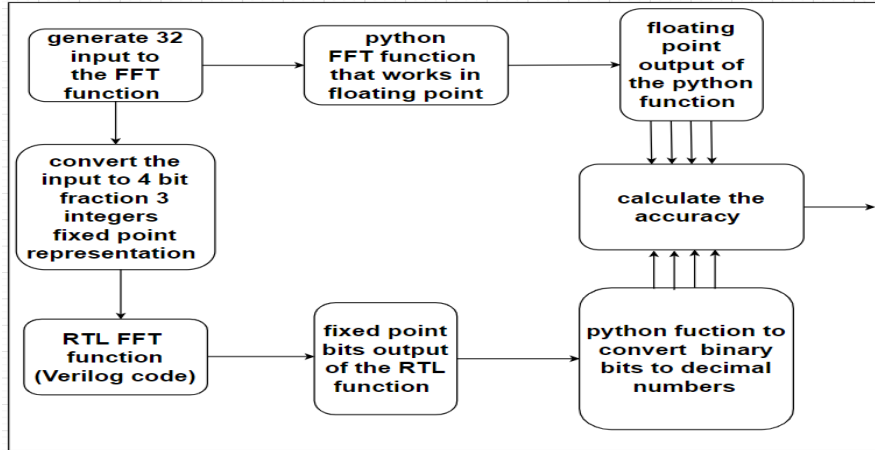 generate 32
input to
the FFT
function
python
FFT function
that works in
floating point
floating
point
output of
the python
function
convert the
input to 4 bit
fraction 3
integers
fixed point
representation
calculate the
accuracy
RTL FFT
function
(Verilog code)
fixed point
bits output
of the RTL
function
python fuction to
convert binary
bits to decimal
numbers